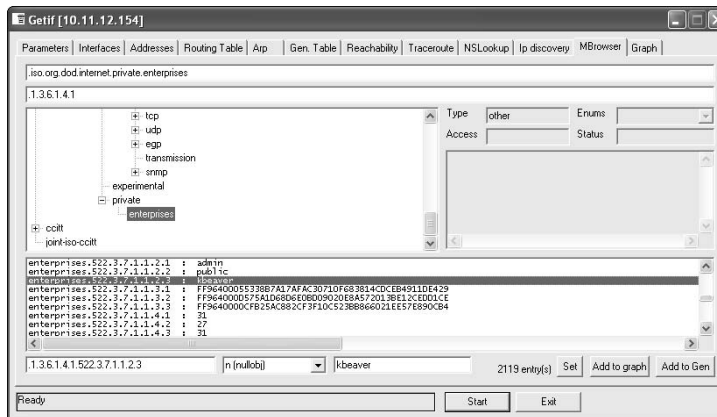 Getif [10.11.12.154]
Parameters Interfaces Addresses Routing Table Arp Gen. Table Reachability Traceroute NSLookup Ip discovery MBrowser Graph
.iso.org.dod.internet.private.enterprises
.1.3.6.1.4.1
tcp
udp
egp
transmission
snmp
experimental
private
enterprises
ccitt
joint-iso-ccitt
Type other Enums
Access Status
enterprises.522.3.7.1.1.2.1 : admin
enterprises.522.3.7.1.1.2.2 : public
enterprises.522.3.7.1.1.2.3 : kbeaver
enterprises.522.3.7.1.1.3.1 : FF96400055338B7A17AFAC30710F683814CDCEB4911DE429
enterprises.522.3.7.1.1.3.2 : FF964000D575A1D68D6E0BD09020E8A572013BE12CEDD1CE
enterprises.522.3.7.1.1.3.3 : FF964000CFB25AC882CF3F10C523BB866021EE57E890CB4
enterprises.522.3.7.1.1.4.1 : 31
enterprises.522.3.7.1.1.4.2 : 27
enterprises.522.3.7.1.1.4.3 : 31
.1.3.6.1.4.1.522.3.7.1.1.2.3 n (nullobj) kbeaver 2119 entry(s) Set Add to graph Add to Gen
Ready Start Exit